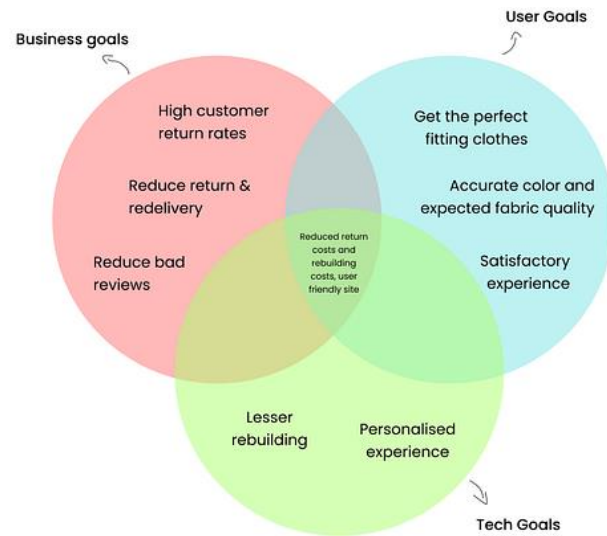 User Goals
Business goals
High customer
return rates
Get the perfect
fitting clothes
Reduce return &
redelivery
Accurate color and
expected fabric quality
Reduce bad
reviews
Reduced return
costs and
rebuilding
costs, user
friendly site
Satisfactory
experience
Lesser
rebuilding
Personalised
experience
Tech Goals